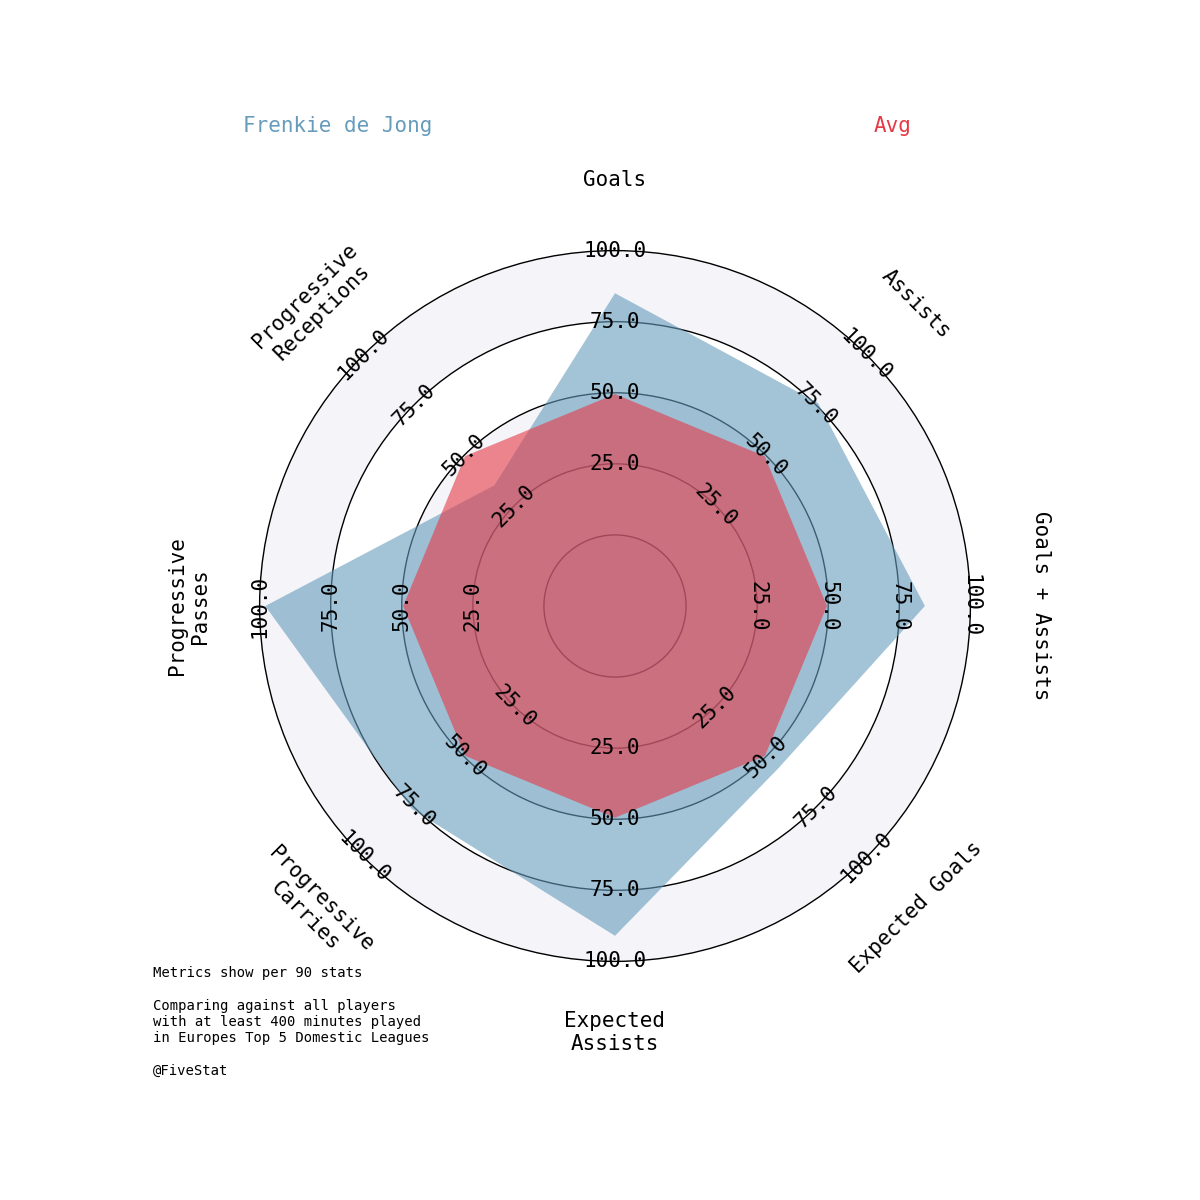 Frenkie de Jong
Avg
Goals
Assists
Goals + Assists
Expected Goals
Expected
Assists
Progressive
Carries
Progressive
Passes
Progressive
Receptions
25.0
50.0
75.0
100.0
25.0
50.0
75.0
100.0
25.0
50.0
75.0
100.0
25.0
50.0
75.0
100.0
25.0
50.0
75.0
100.0
25.0
50.0
75.0
100.0
25.0
50.0
75.0
100.0
25.0
50.0
75.0
100.0
Metrics show per 90 stats
Comparing against all players
with at least 400 minutes played
in Europes Top 5 Domestic Leagues
@FiveStat